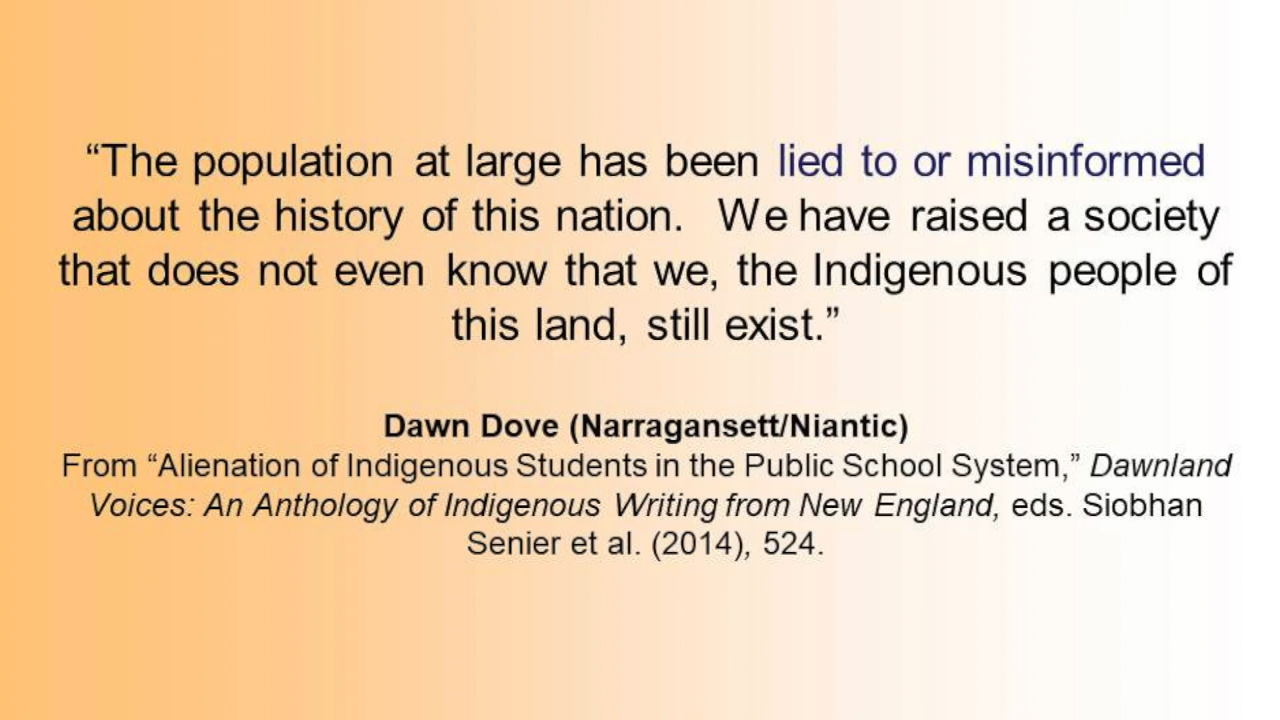 “The population at large has been lied to or misinformed
about the history of this nation. We have raised a society
that does not even know that we, the Indigenous people of
this land, still exist.”
Dawn Dove (Narragansett/Niantic)
From “Alienation of Indigenous Students in the Public School System,” Dawnland
Voices: An Anthology of Indigenous Writing from New England, eds. Siobhan
Senier et al. (2014), 524.